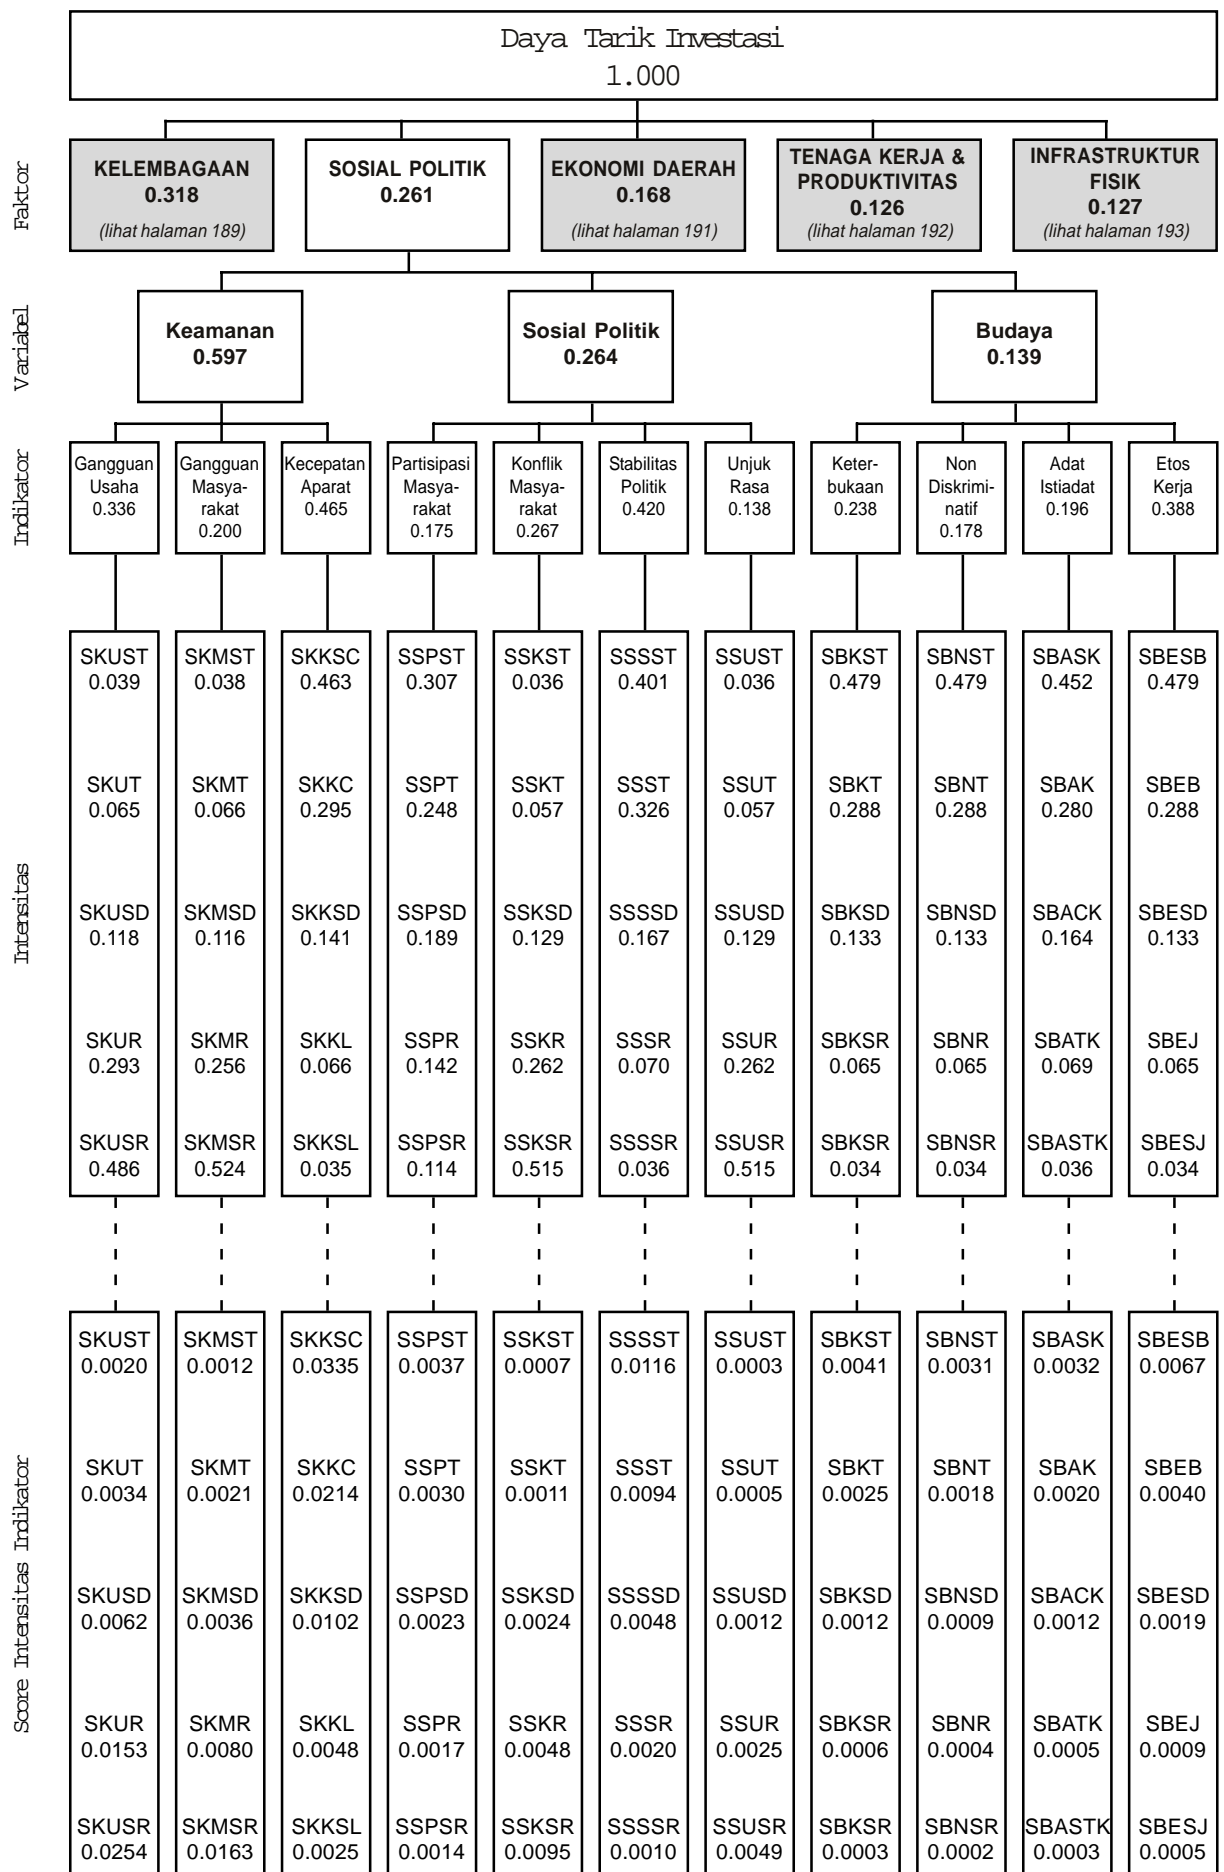 Daya Tarik Investasi
1.000
Faktor
KELEMBAGAAN
0.318
(lihat halaman 189)
SOSIAL POLITIK
0.261
EKONOMI DAERAH
0.168
(lihat halaman 191)
TENAGA KERJA &
PRODUKTIVITAS
0.126
(lihat halaman 192)
INFRASTRUKTUR
FISIK
0.127
(lihat halaman 193)
Variabel
Keamanan
0.597
Sosial Politik
0.264
Budaya
0.139
Indikator
Gangguan
Usaha
0.336
Gangguan
Masya-
rakat
0.200
Kecepatan
Aparat
0.465
Partisipasi
Masya-
rakat
0.175
Konflik
Masya-
rakat
0.267
Stabilitas
Politik
0.420
Unjuk
Rasa
0.138
Keter-
bukaan
0.238
Non
Diskrimi-
natif
0.178
Adat
Istiadat
0.196
Etos
Kerja
0.388
Intensitas
SKUST SKMST SKKSC SSPST SSKST SSSST SSUST SBKST SBNST SBASK SBESB
0.039 0.038 0.463 0.307 0.036 0.401 0.036 0.479 0.479 0.452 0.479
SKUT SKMT SKKC SSPT SSKT SSST SSUT SBKT SBNT SBAK SBEB
0.065 0.066 0.295 0.248 0.057 0.326 0.057 0.288 0.288 0.280 0.288
SKUSD SKMSD SKKSD SSPSD SSKSD SSSSD SSUSD SBKSD SBNSD SBACK SBESD
0.118 0.116 0.141 0.189 0.129 0.167 0.129 0.133 0.133 0.164 0.133
SKUR SKMR SKKL SSPR SSKR SSSR SSUR SBKSR SBNR SBATK SBEJ
0.293 0.256 0.066 0.142 0.262 0.070 0.262 0.065 0.065 0.069 0.065
SKUSR SKMSR SKKSL SSPSR SSKSR SSSSR SSUSR SBKSR SBNSR SBASTK SBESJ
0.486 0.524 0.035 0.114 0.515 0.036 0.515 0.034 0.034 0.036 0.034
Score Intensitas Indikator
SKUST SKMST SKKSC SSPST SSKST SSSST SSUST SBKST SBNST SBASK SBESB
0.0020 0.0012 0.0335 0.0037 0.0007 0.0116 0.0003 0.0041 0.0031 0.0032 0.0067
SKUT SKMT SKKC SSPT SSKT SSST SSUT SBKT SBNT SBAK SBEB
0.0034 0.0021 0.0214 0.0030 0.0011 0.0094 0.0005 0.0025 0.0018 0.0020 0.0040
SKUSD SKMSD SKKSD SSPSD SSKSD SSSSD SSUSD SBKSD SBNSD SBACK SBESD
0.0062 0.0036 0.0102 0.0023 0.0024 0.0048 0.0012 0.0012 0.0009 0.0012 0.0019
SKUR SKMR SKKL SSPR SSKR SSSR SSUR SBKSR SBNR SBATK SBEJ
0.0153 0.0080 0.0048 0.0017 0.0048 0.0020 0.0025 0.0006 0.0004 0.0005 0.0009
SKUSR SKMSR SKKSL SSPSR SSKSR SSSSR SSUSR SBKSR SBNSR SBASTK SBESJ
0.0254 0.0163 0.0025 0.0014 0.0095 0.0010 0.0049 0.0003 0.0002 0.0003 0.0005